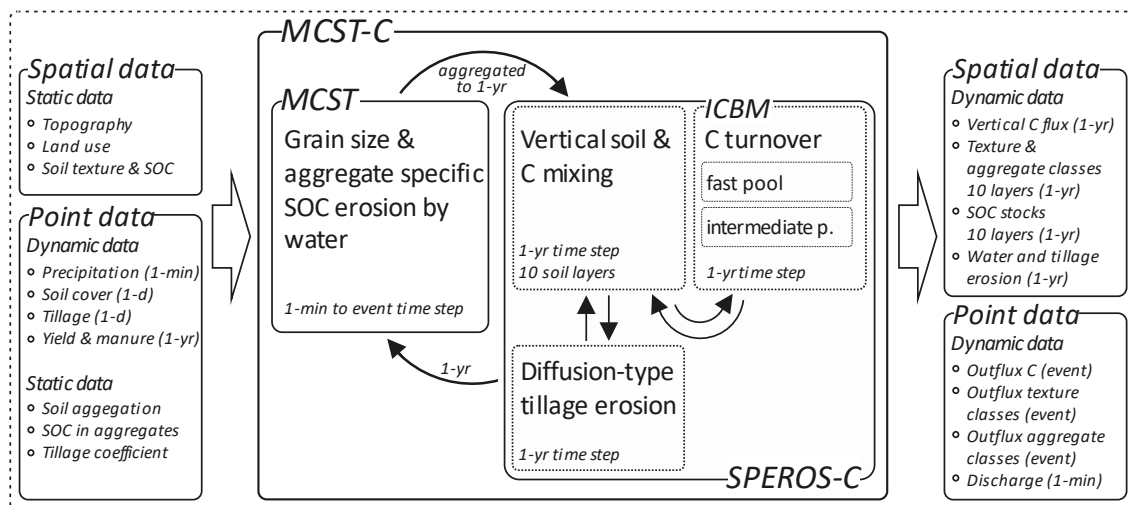 Spatial data
Static data
Topography
Land use
Soil texture & SOC
Point data
Dynamic data
Precipitation (1-min)
Soil cover (1-d)
Tillage (1-d)
Yield & manure (1-yr)
Static data
Soil aggegation
SOC in aggregates
Tillage coefficient
MCST-C
aggregated
to 1-yr
MCST
Grain size &
aggregate specific
SOC erosion by
water
1-min to event time step
1-yr
Vertical soil &
C mixing
1-yr time step
10 soil layers
ICBM
C turnover
fast pool
intermediate p.
1-yr time step
Diffusion-type
tillage erosion
1-yr time step
SPEROS-C
Spatial data
Dynamic data
Vertical C flux (1-yr)
Texture &
aggregate classes
10 layers (1-yr)
SOC stocks
10 layers (1-yr)
Water and tillage
erosion (1-yr)
Point data
Dynamic data
Outflux C (event)
Outflux texture
classes (event)
Outflux aggregate
classes (event)
Discharge (1-min)